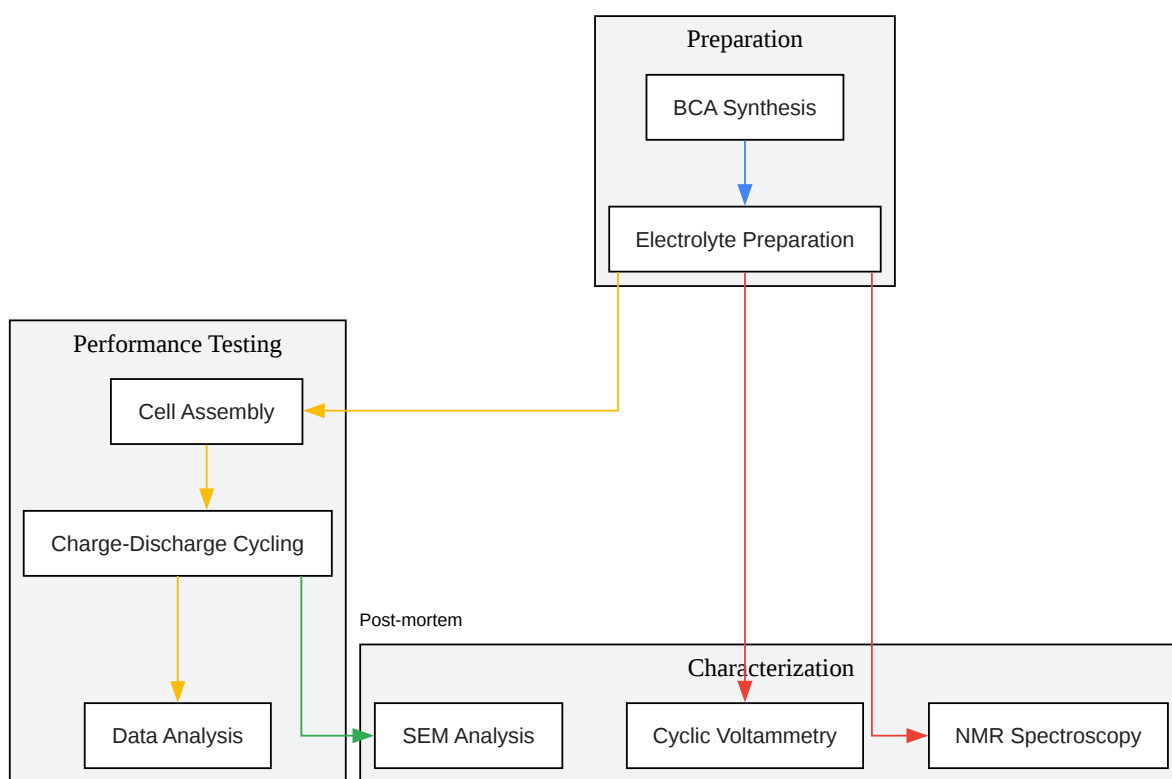 Preparation
BCA Synthesis
Electrolyte Preparation
Performance Testing
Cell Assembly
Charge-Discharge Cycling
Post-mortem
Characterization
Data Analysis
SEM Analysis
Cyclic Voltammetry
NMR Spectroscopy